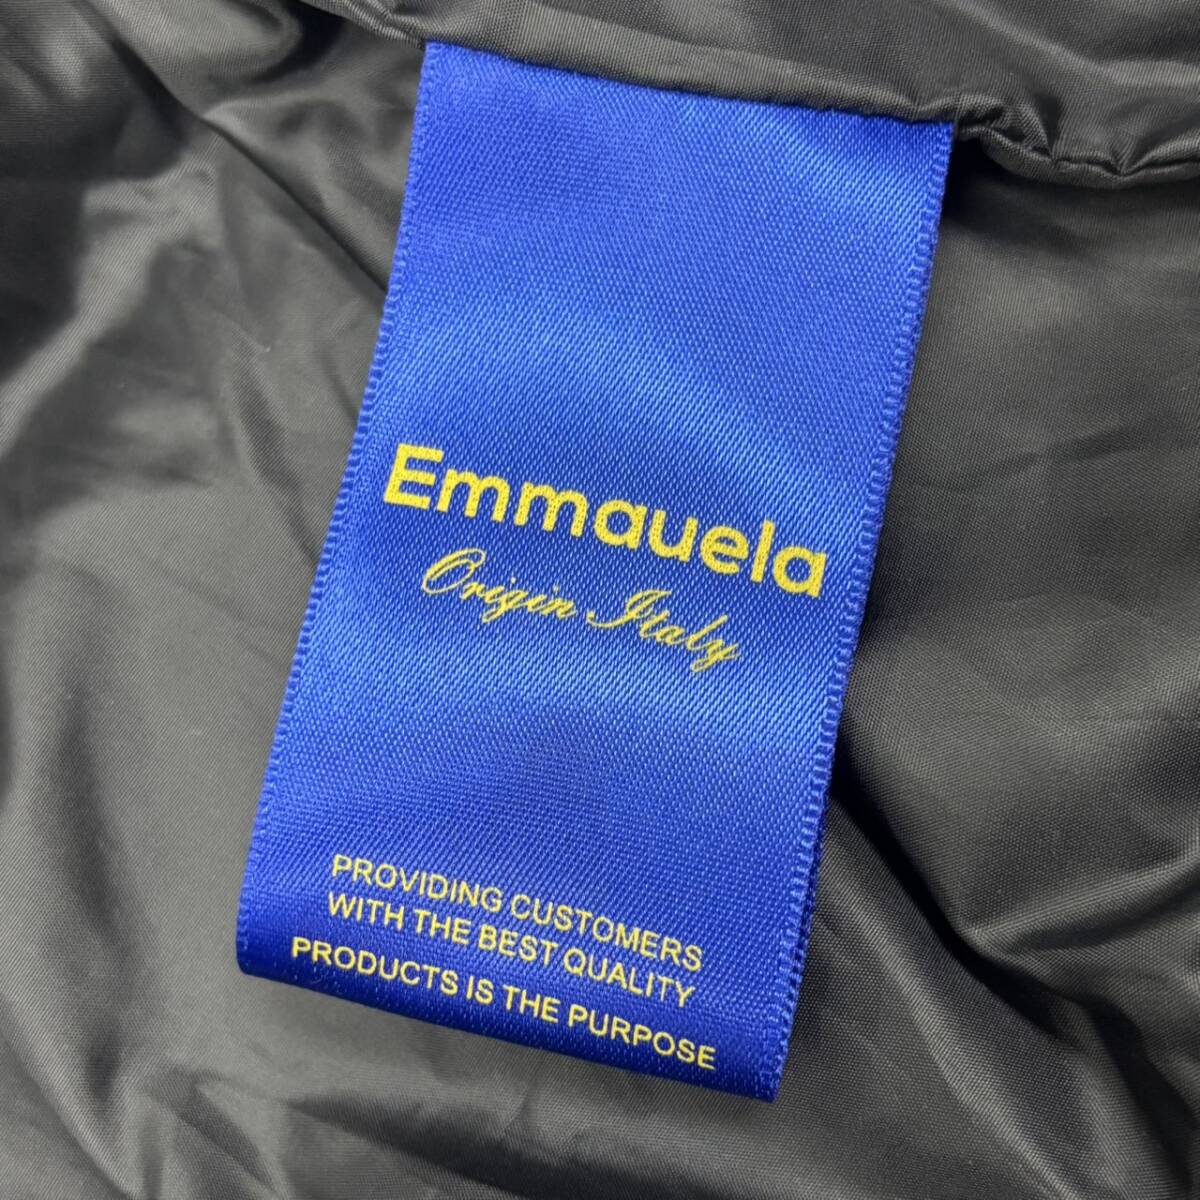 Emmauela
Origin Italy
PROVIDING CUSTOMERS
WITH THE BEST QUALITY
PRODUCTS IS THE PURPOSE